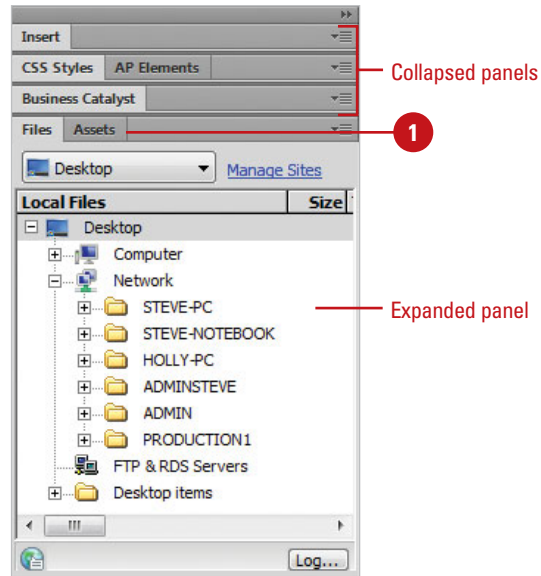 Insert
CSS Styles AP Elements
Collapsed panels
Business Catalyst
Files Assets
1
Desktop Manage Sites
Local Files Size
Desktop
Computer
Network
STEVE-PC
Expanded panel
STEVE-NOTEBOOK
HOLLY-PC
ADMINSTEVE
ADMIN
PRODUCTION1
FTP & RDS Servers
Desktop items
Log...